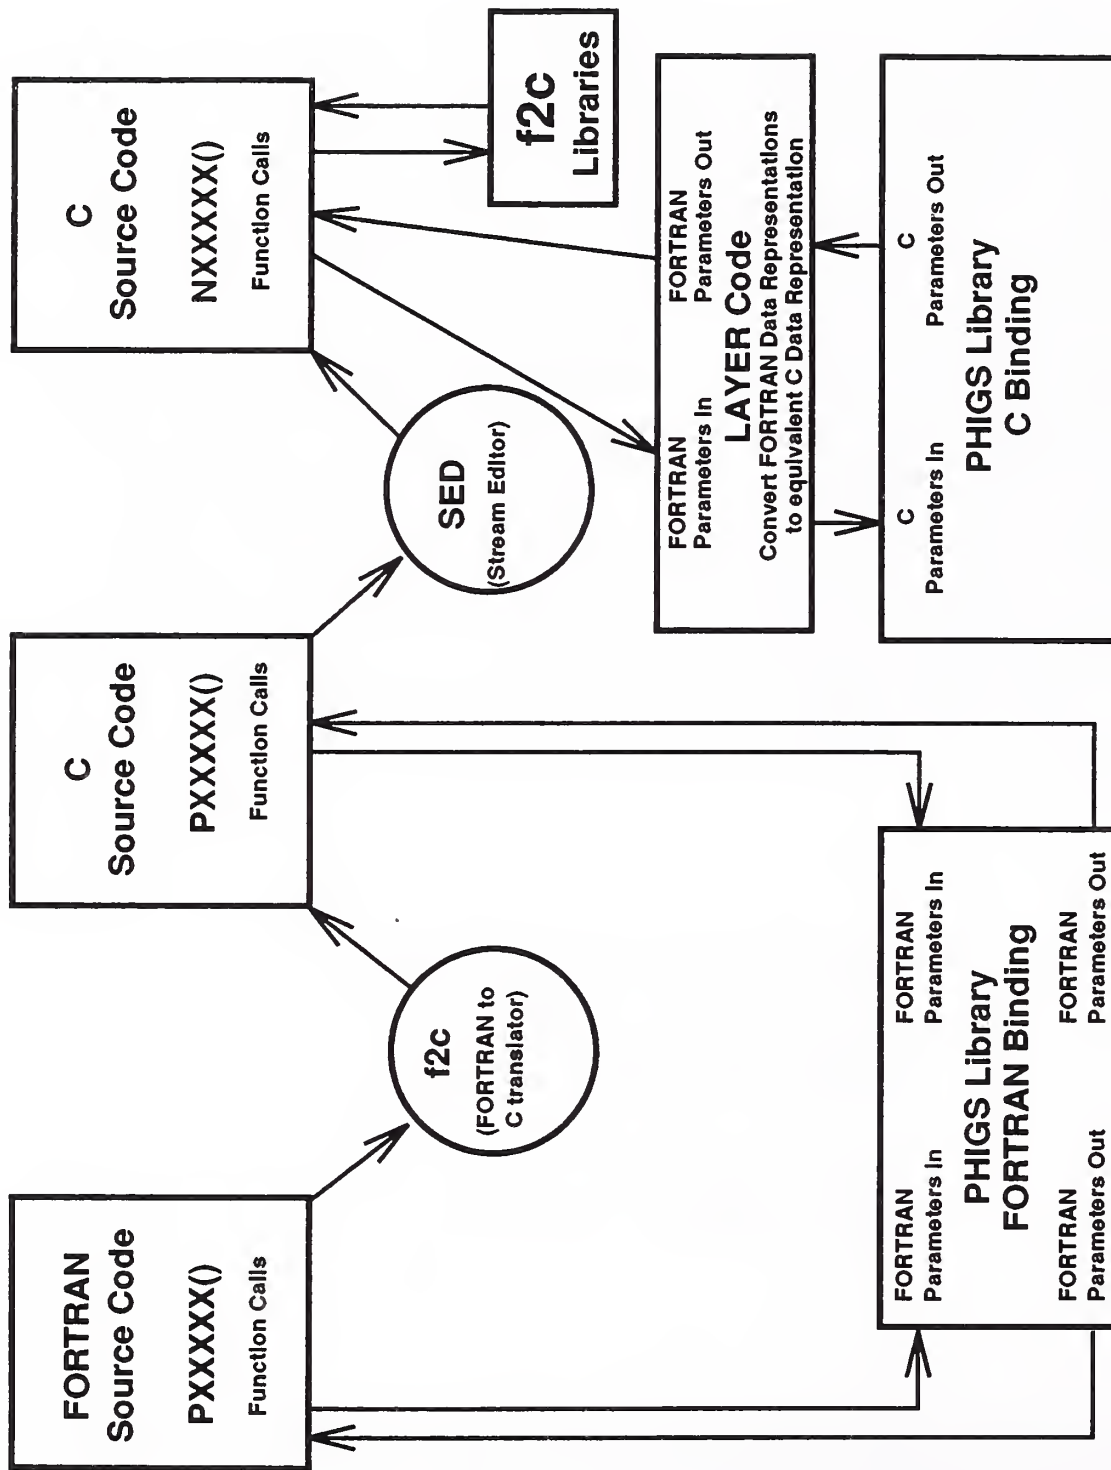 FORTRAN
Source Code
PXXXX()
Function Calls
f2c
(FORTRAN to
C translator)
C
Source Code
PXXXX()
Function Calls
SED
(Stream Editor)
C
Source Code
NXXXX()
Function Calls
f2c
Libraries
FORTRAN
Parameters In
FORTRAN
Parameters Out
LAYER Code
Convert FORTRAN Data Representations
to equivalent C Data Representation
C
Parameters In
C
Parameters Out
PHIGS Library
C Binding
FORTRAN
Parameters In
FORTRAN
Parameters In
PHIGS Library
FORTRAN Binding
FORTRAN
Parameters Out
FORTRAN
Parameters Out